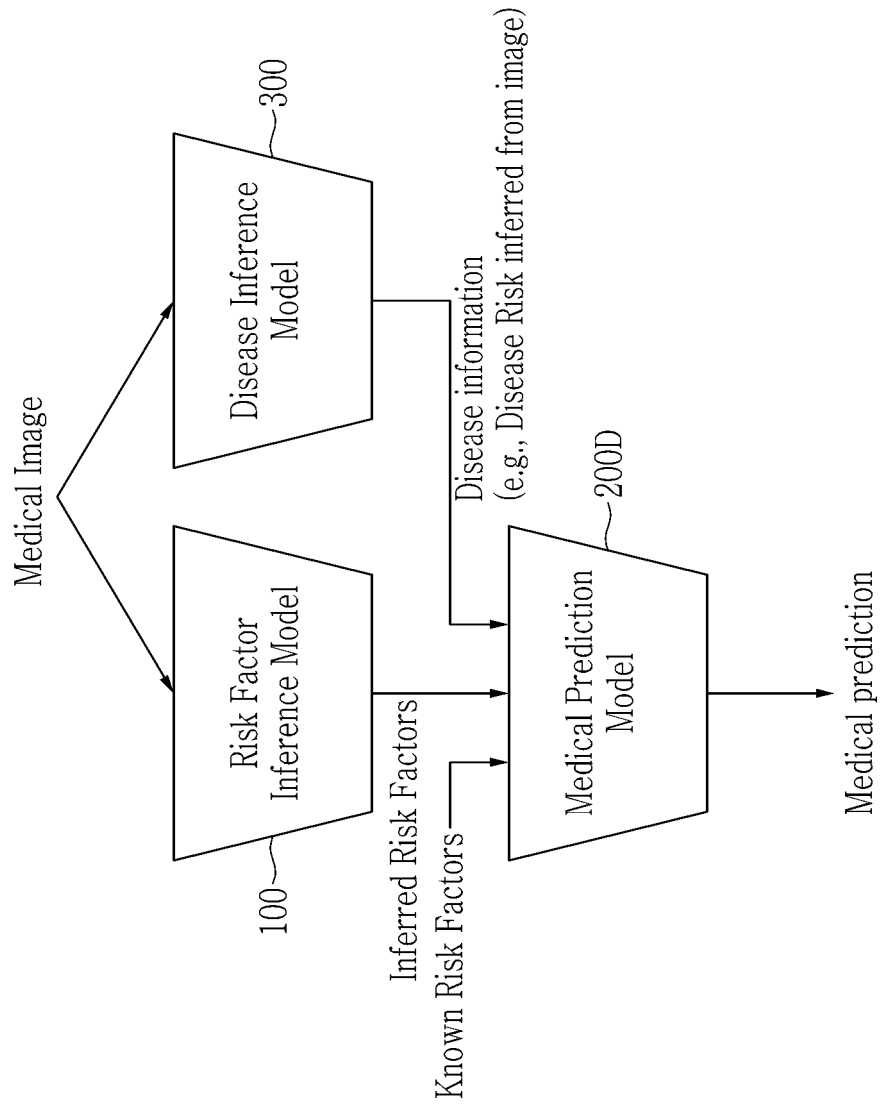 Medical Image
Risk Factor
Inference Model
100
Disease Inference
Model
300
Inferred Risk Factors
Known Risk Factors
Disease information
(e.g., Disease Risk inferred from image)
Medical Prediction
Model
200D
Medical prediction